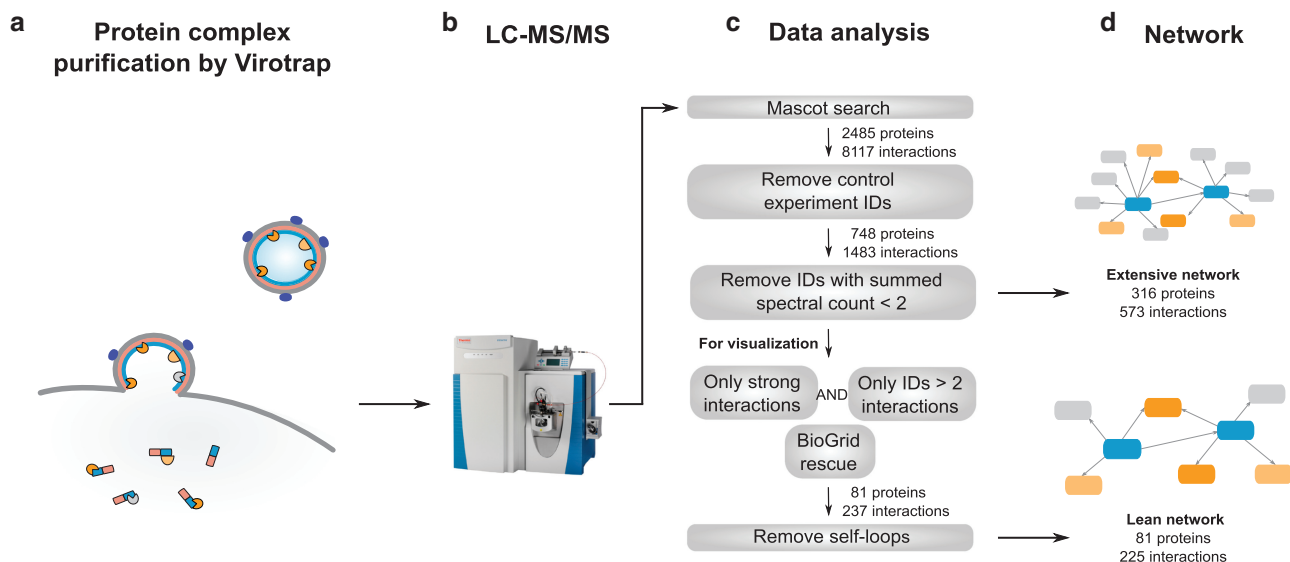 a
Protein complex
purification by Virotrap
b
LC-MS/MS
c
Data analysis
d
Network
Mascot search
2485 proteins
8117 interactions
Remove control
experiment IDs
748 proteins
1483 interactions
Remove IDs with summed
spectral count < 2
For visualization
Only strong
interactions
AND
Only IDs > 2
interactions
BioGrid
rescue
81 proteins
237 interactions
Remove self-loops
Extensive network
316 proteins
573 interactions
Lean network
81 proteins
225 interactions